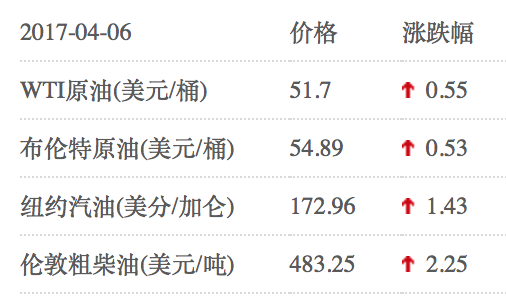 2017-04-06 价格 涨跌幅
WTI原油(美元/桶) 51.7 0.55
布伦特原油(美元/桶) 54.89 0.53
纽约汽油(美分/加仑) 172.96 1.43
伦敦粗柴油(美元/吨) 483.25 2.25